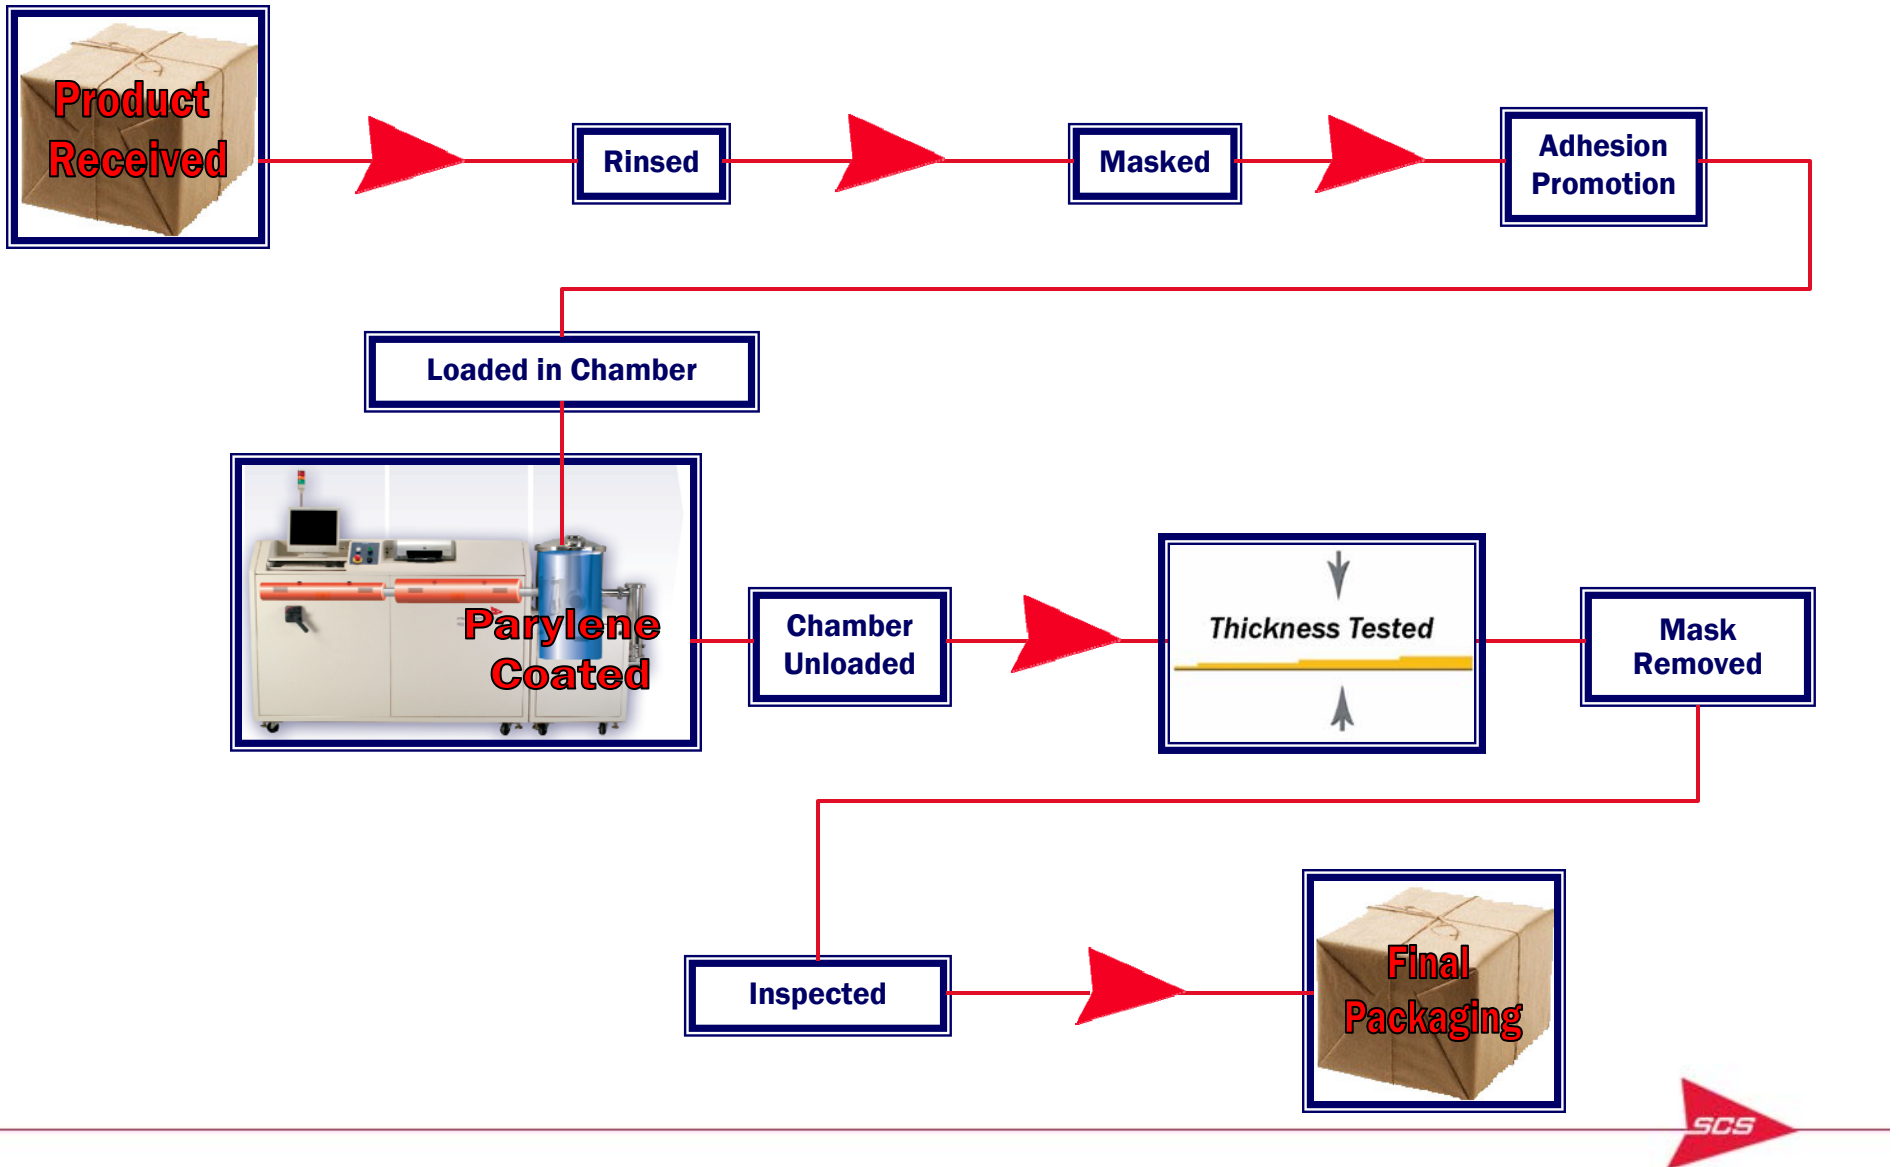 Product
Received
Rinsed
Masked
Adhesion
Promotion
Loaded in Chamber
Parylene
Coated
Chamber
Unloaded
Thickness Tested
Mask
Removed
Inspected
Final
Packaging
SCS